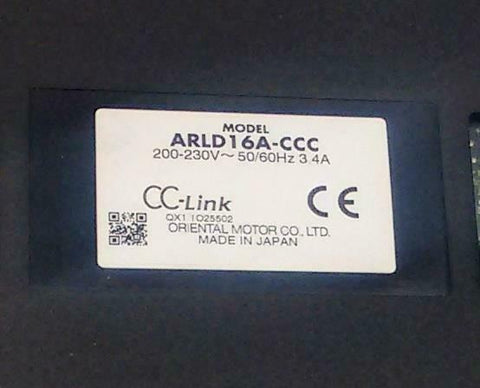 MODEL
ARLD16A-CCC
200-230V~ 50/60Hz 3.4A
CC-Link
CE
QX1 1O25502
ORIENTAL MOTOR CO., LTD.
MADE IN JAPAN